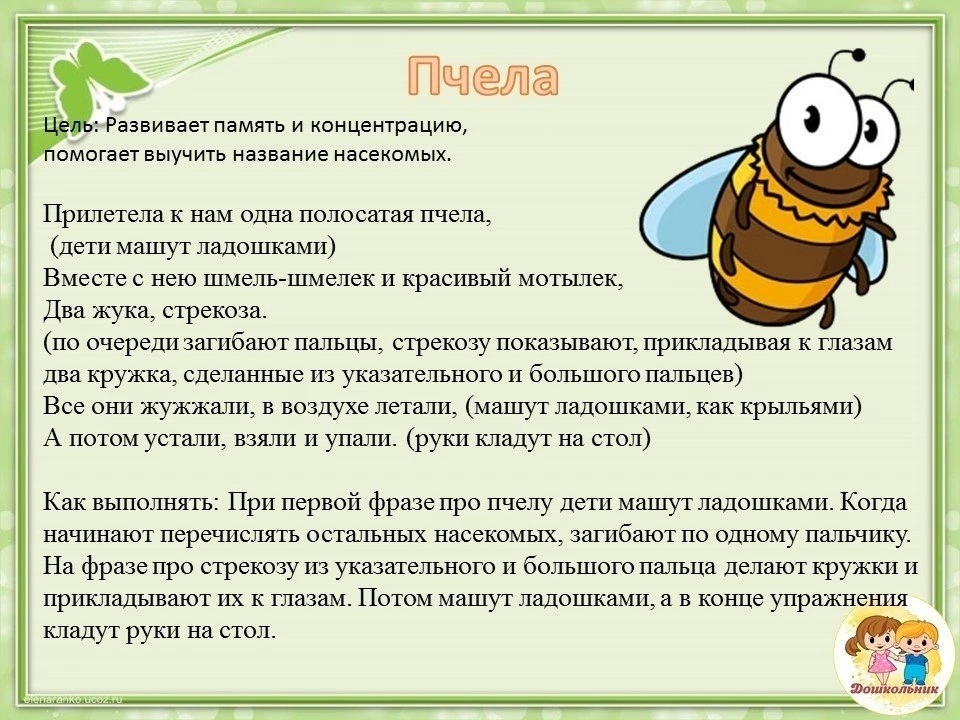 Пчела
Цель: Развивает память и концентрацию,
помогает выучить название насекомых.
Прилетела к нам одна полосатая пчела,
(дети машут ладошками)
Вместе с нею шмель-шмелек и красивый мотылек,
Два жука, стрекоза.
(по очереди загибают пальцы, стрекозу показывают, прикладывая к глазам
два кружка, сделанные из указательного и большого пальцев)
Все они жужжали, в воздухе летали, (машут ладошками, как крыльями)
А потом устали, взяли и упали. (руки кладут на стол)
Как выполнять: При первой фразе про пчелу дети машут ладошками. Когда
начинают перечислять остальных насекомых, загибают по одному пальчику.
На фразе про стрекозу из указательного и большого пальца делают кружки и
прикладывают их к глазам. Потом машут ладошками, а в конце упражнения
кладут руки на стол.
Дошкольник
elenaranko.ucoz.ru